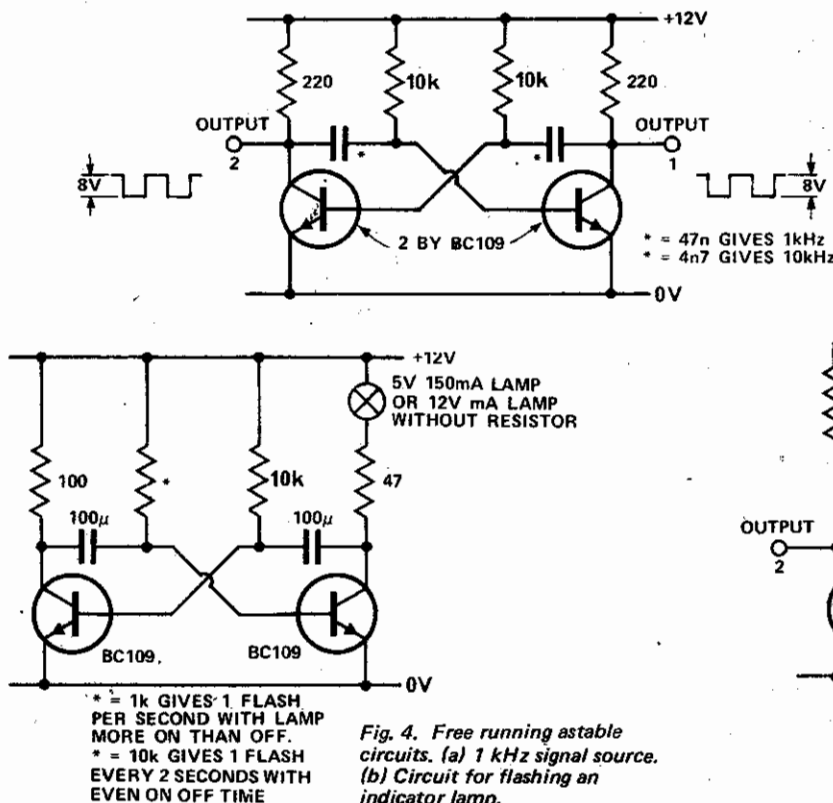 +12V
220
10k
10k
220
OUTPUT
2
OUTPUT
1
*
*
8V
8V
2 BY BC109
* = 47n GIVES 1kHz
* = 4n7 GIVES 10kHz
0V
+12V
5V 150mA LAMP
OR 12V mA LAMP
WITHOUT RESISTOR
100
*
10k
47
100μ
100μ
OUTPUT
2
BC109
BC109
0V
* = 1k GIVES 1 FLASH
PER SECOND WITH LAMP
MORE ON THAN OFF.
* = 10k GIVES 1 FLASH
EVERY 2 SECONDS WITH
EVEN ON OFF TIME
Fig. 4. Free running astable
circuits. (a) 1 kHz signal source.
(b) Circuit for flashing an
indicator lamp.